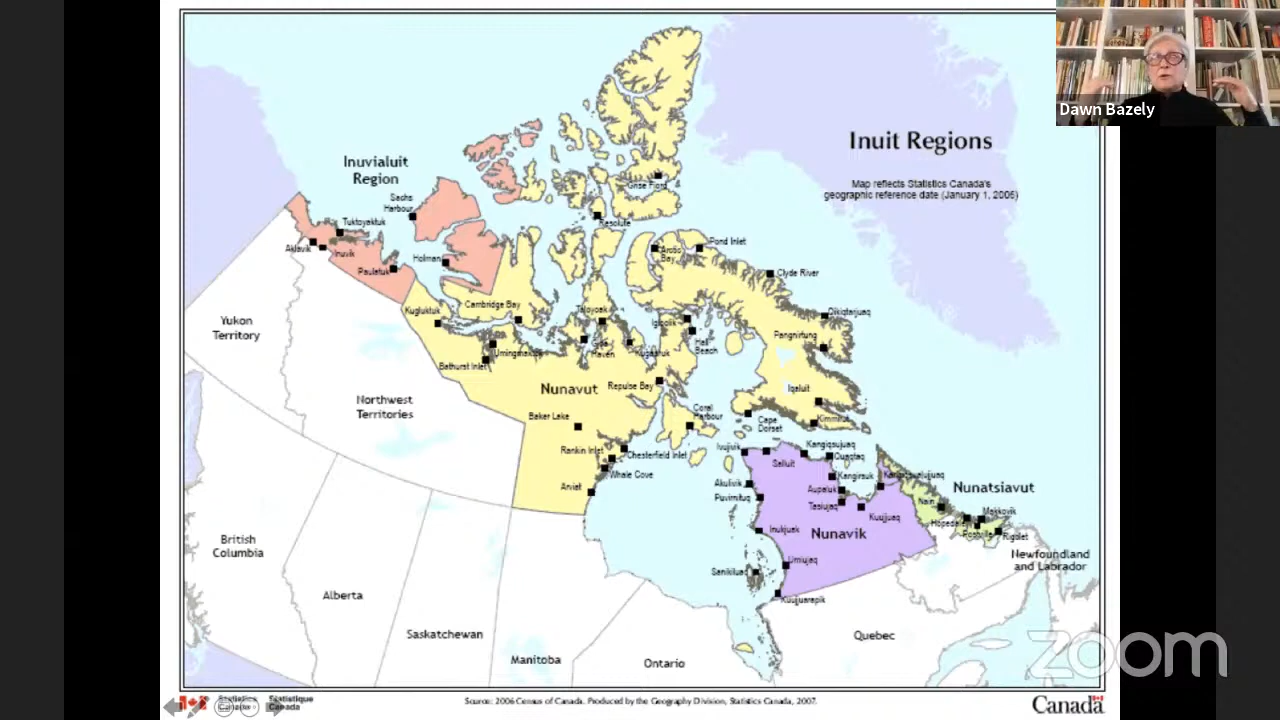 Dawn Bazely
Inuit Regions
Map reflects Statistics Canada's
geographic reference date (January 1, 2006)
Inuvialuit
Region
Sachs
Harbour
Tuktoyaktuk
Aklavik
Inuvik
Paulatuk
Holman
Grise Fiord
Resolute
Arctic
Bay
Pond Inlet
Clyde River
Qikiqtarjuaq
Pangnirtung
Yukon
Territory
Kugluktuk
Cambridge Bay
Taloyoak
Igloolik
Hall
Beach
Umingmaktok
Haven
Kugaaruk
Bathurst Inlet
Nunavut
Repulse Bay
Iqaluit
Northwest
Territories
Baker Lake
Coral
Harbour
Cape
Dorset
Kimmirut
Rankin Inlet
Chesterfield Inlet
Whale Cove
Arviat
Ivujivik
Salluit
Kangiqsujuaq
Quaqtaq
Kangirsuk
Kangiqsualujjuaq
Akulivik
Puvirnituq
Aupaluk
Tasiujaq
Kuujjuaq
Nunavik
Nunatsiavut
Nain
Makkovik
Hopedale
Postville
Rigolet
Newfoundland
and Labrador
Inukjuak
Umiujaq
Sanikiluaq
Kuujjuarapik
British
Columbia
Alberta
Saskatchewan
Manitoba
Ontario
Quebec
zoom
Statistics
Canada
Statistique
Canada
Source: 2006 Census of Canada. Produced by the Geography Division, Statistics Canada, 2007.
Canada